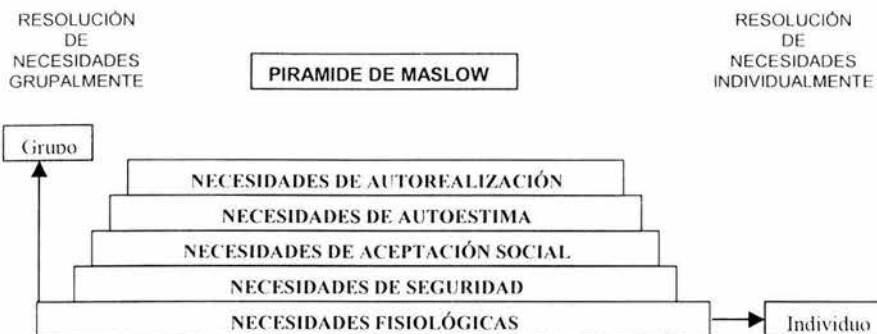 RESOLUCIÓN
DE
NECESIDADES
GRUPALMENTE
PIRAMIDE DE MASLOW
RESOLUCIÓN
DE
NECESIDADES
INDIVIDUALMENTE
Grupo
NECESIDADES DE AUTOREALIZACIÓN
NECESIDADES DE AUTOESTIMA
NECESIDADES DE ACEPTACIÓN SOCIAL
NECESIDADES DE SEGURIDAD
NECESIDADES FISIOLÓGICAS
Individuo